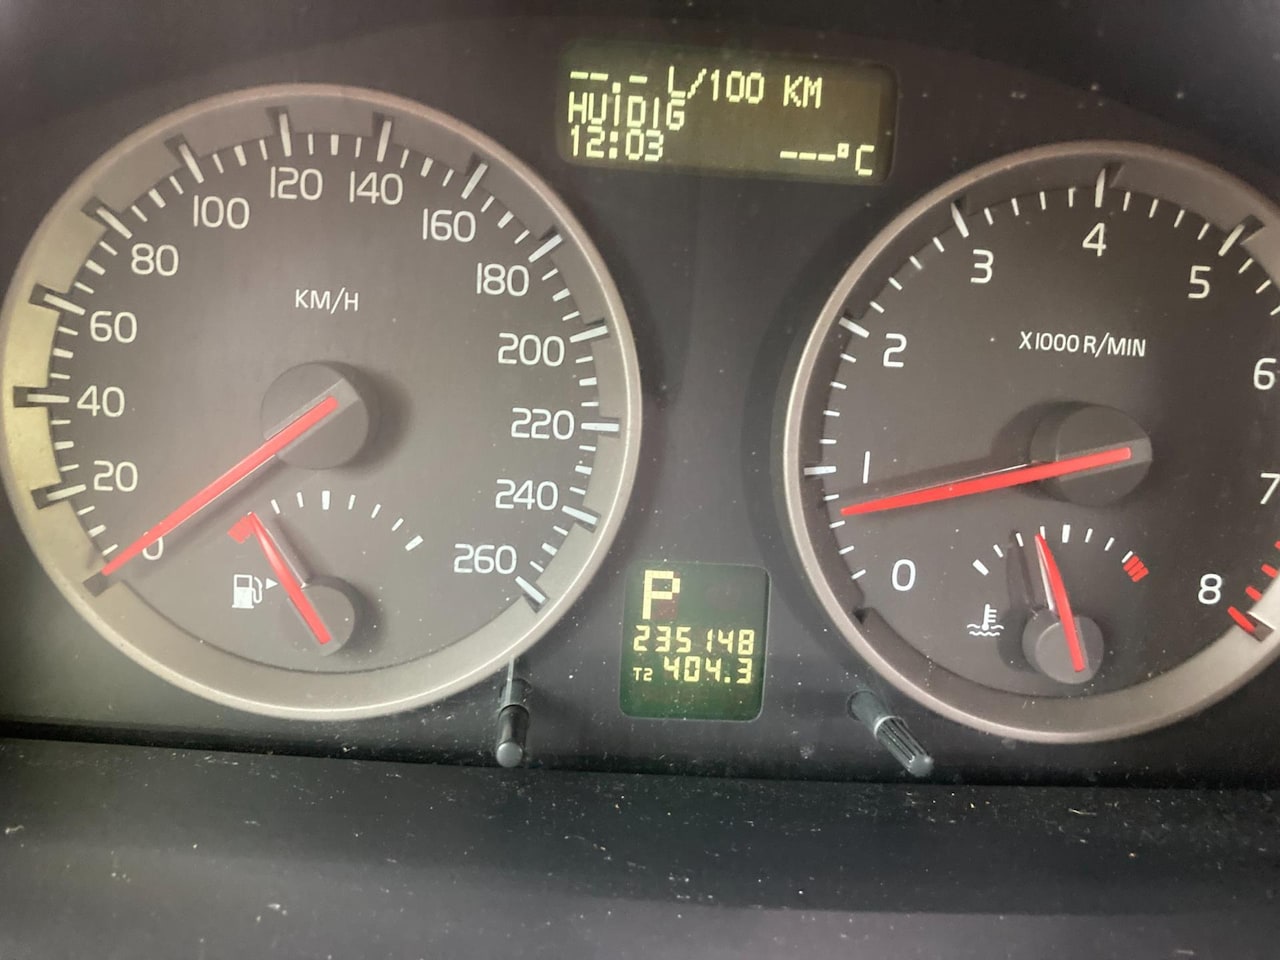 --.- L/100 KM
HUIDIG
12:03 ---°C
0 20 40 60 80 100 120 140 160 180 200 220 240 260
KM/H
0 1 2 3 4 5 6 7 8
X1000 R/MIN
P
235148
T2 404.3